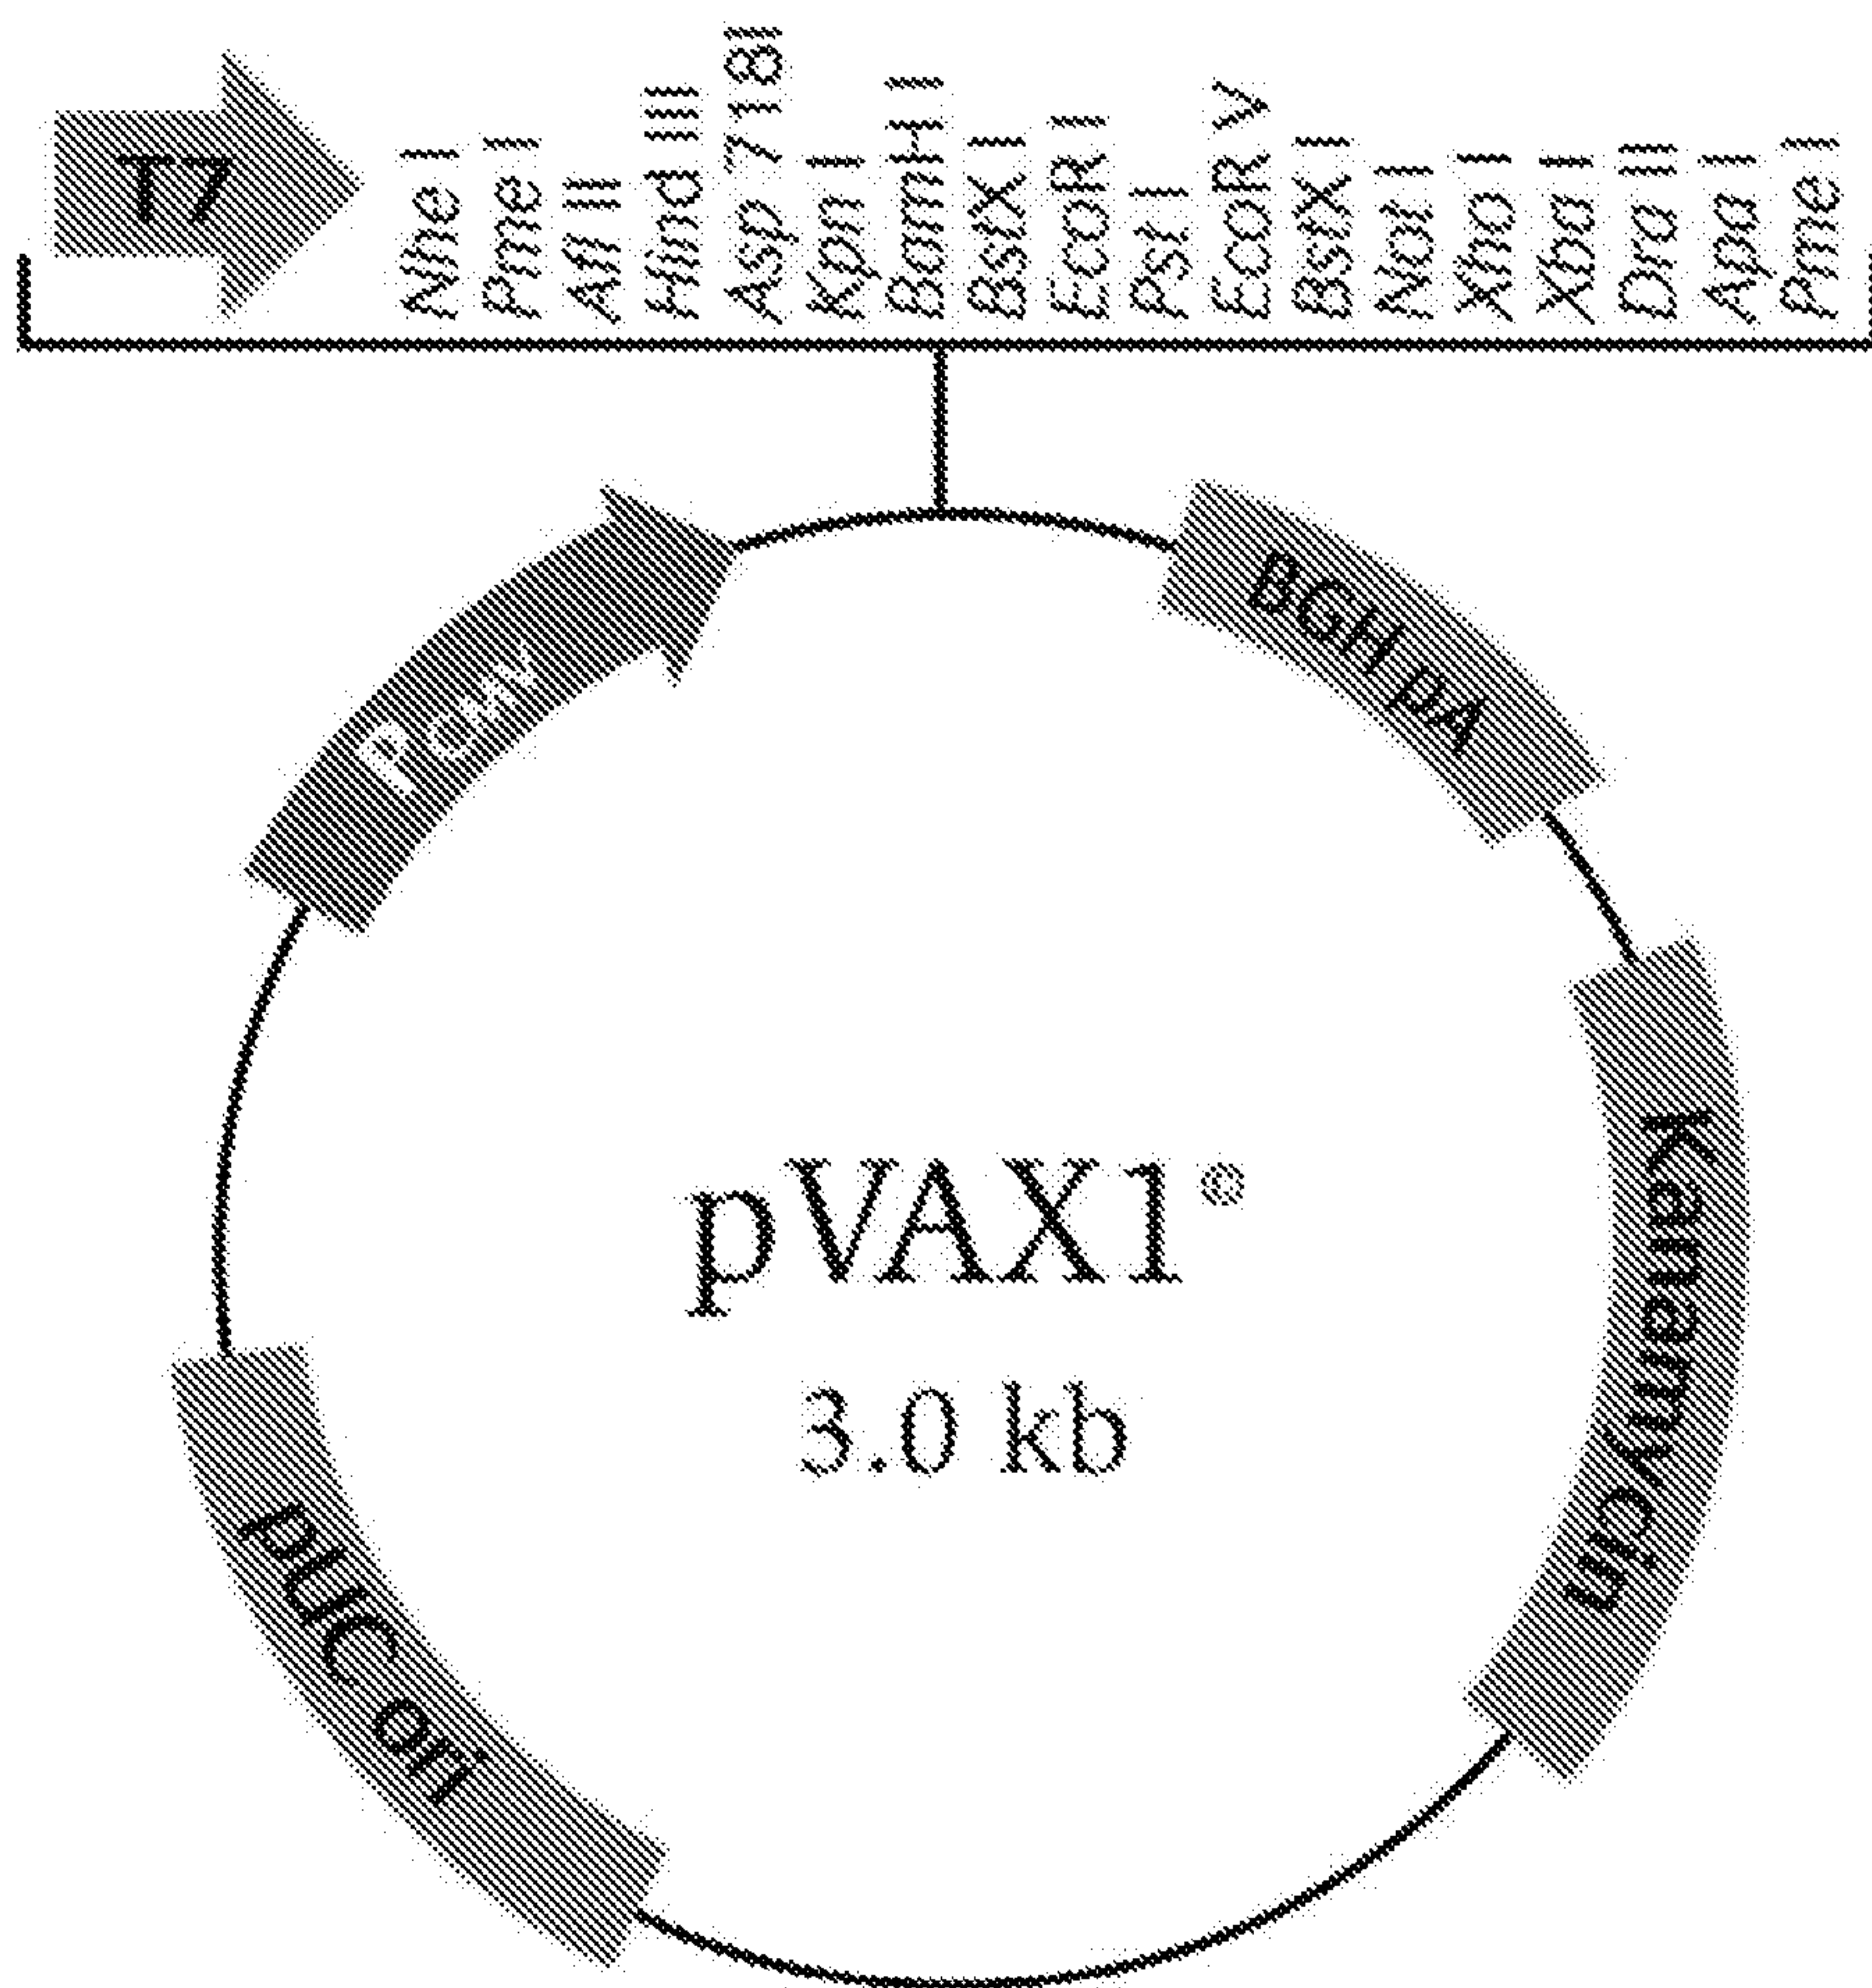 T7
Nhe I
Pme I
Afl II
Hind III
Asp 718I
Kpn I
BamH I
BstX I
EcoR I
Pst I
EcoR V
BstX I
Not I
Xho I
Xba I
Dra II
Apa I
Pme I
PCMV
BGH pA
Kanamycin
pUC ori
pVAX1®
3.0 kb